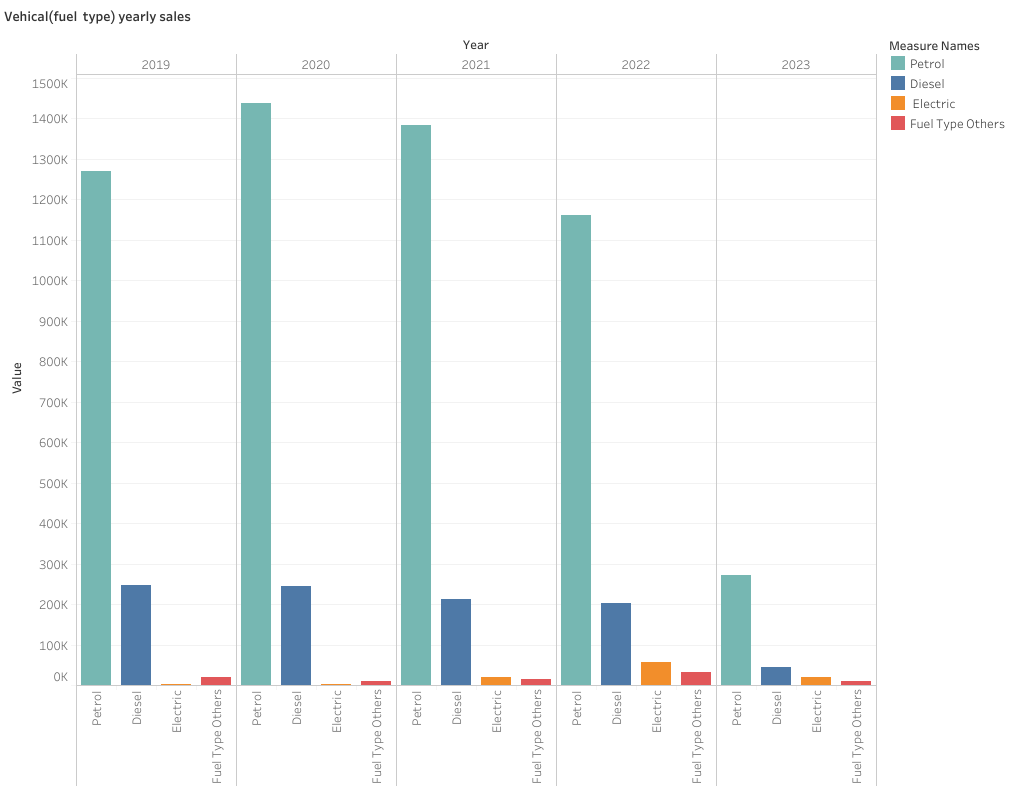 Vehical(fuel type) yearly sales
Year
2019 2020 2021 2022 2023
Measure Names
Petrol
Diesel
Electric
Fuel Type Others
Value
1500K
1400K
1300K
1200K
1100K
1000K
900K
800K
700K
600K
500K
400K
300K
200K
100K
0K
Petrol
Diesel
Electric
Fuel Type Others
Petrol
Diesel
Electric
Fuel Type Others
Petrol
Diesel
Electric
Fuel Type Others
Petrol
Diesel
Electric
Fuel Type Others
Petrol
Diesel
Electric
Fuel Type Others